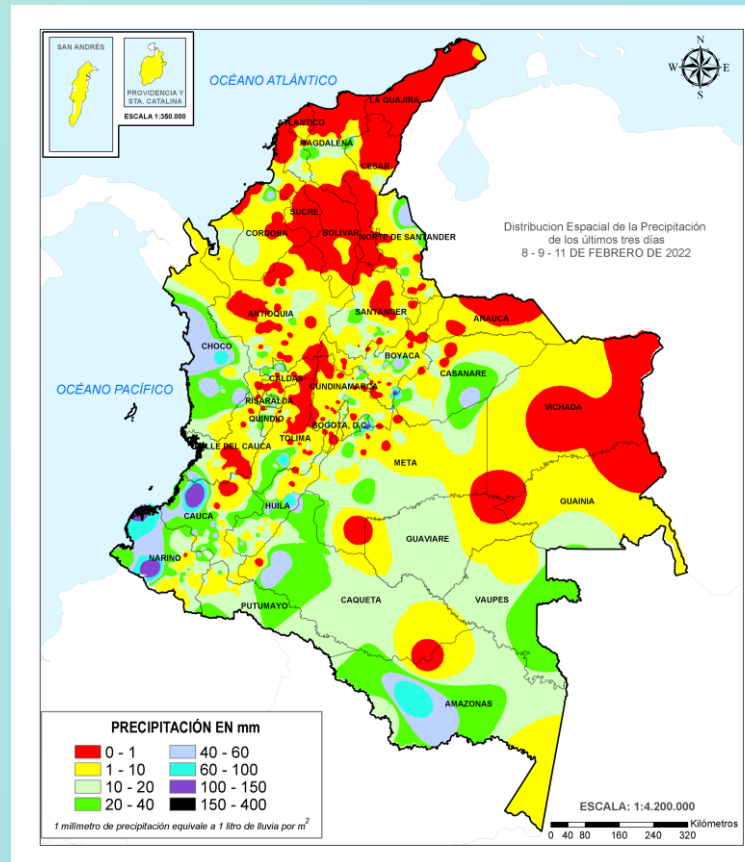 SAN ANDRÉS
PROVIDENCIA Y
STA. CATALINA
ESCALA 1:350.000
OCÉANO ATLÁNTICO
N
W E
S
LA GUAJIRA
ATLANTICO
MAGDALENA
CESAR
SUCRE
CORDOBA
BOLIVAR
NORTE DE SANTANDER
Distribucion Espacial de la Precipitación
de los últimos tres días
8 - 9 - 11 DE FEBRERO DE 2022
ANTIOQUIA
SANTANDER
ARAUCA
CHOCO
BOYACA
CASANARE
OCÉANO PACÍFICO
CALDAS
CUNDINAMARCA
RISARALDA
VICHADA
QUINDIO
BOGOTA, D.C.
TOLIMA
VALLE DEL CAUCA
META
GUAINIA
CAUCA
HUILA
GUAVIARE
NARIÑO
PUTUMAYO
CAQUETA
VAUPES
AMAZONAS
PRECIPITACIÓN EN mm
0 - 1
1 - 10
10 - 20
20 - 40
40 - 60
60 - 100
100 - 150
150 - 400
1 milimetro de precipitación equivale a 1 litro de lluvia por m²
ESCALA: 1:4.200.000
Kilómetros
0 40 80 160 240 320